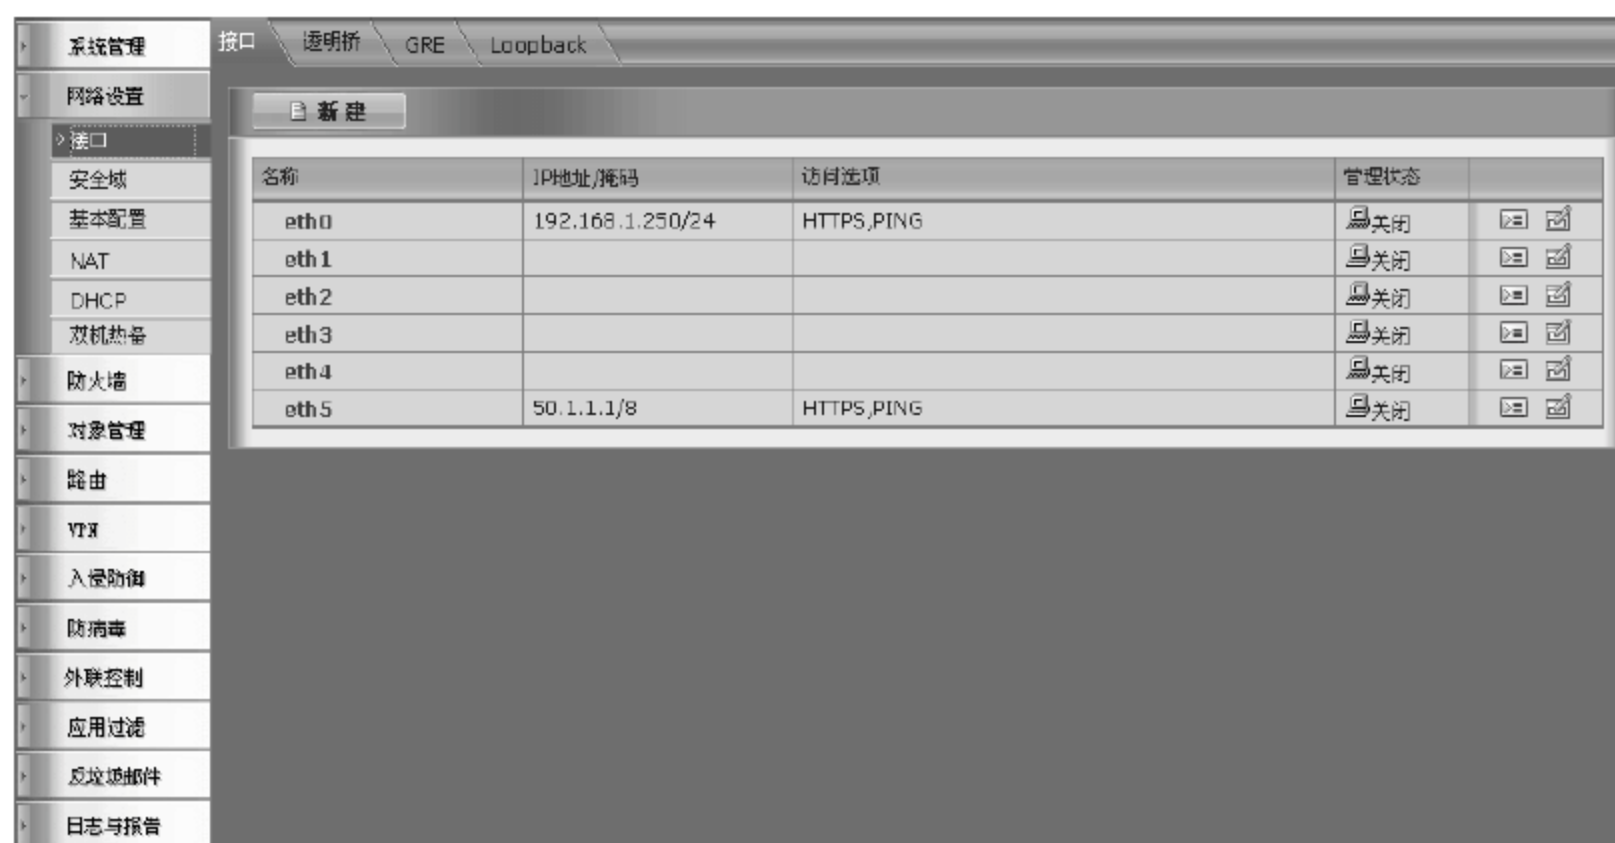 系统管理
网络设置
接口
安全域
基本配置
NAT
DHCP
双机热备
防火墙
对象管理
路由
VPN
入侵防御
防病毒
外联控制
应用过滤
反垃圾邮件
日志与报告
接口 透明桥 GRE Loopback
新建
名称 IP地址/掩码 访问选项 管理状态
eth0 192.168.1.250/24 HTTPS,PING 关闭
eth1 关闭
eth2 关闭
eth3 关闭
eth4 关闭
eth5 50.1.1.1/8 HTTPS,PING 关闭